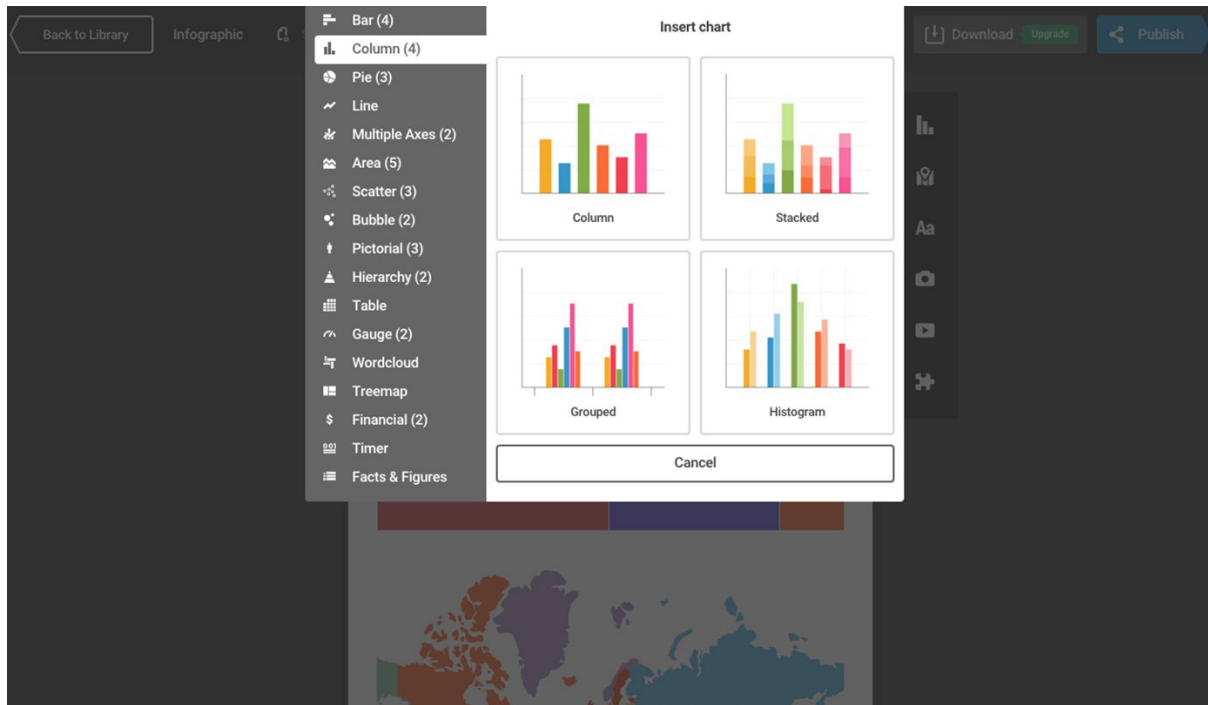 Back to Library
Infographic
Download
Upgrade
Publish
Bar (4)
Column (4)
Pie (3)
Line
Multiple Axes (2)
Area (5)
Scatter (3)
Bubble (2)
Pictorial (3)
Hierarchy (2)
Table
Gauge (2)
Wordcloud
Treemap
Financial (2)
Timer
Facts & Figures
Insert chart
Column
Stacked
Grouped
Histogram
Cancel
Aa